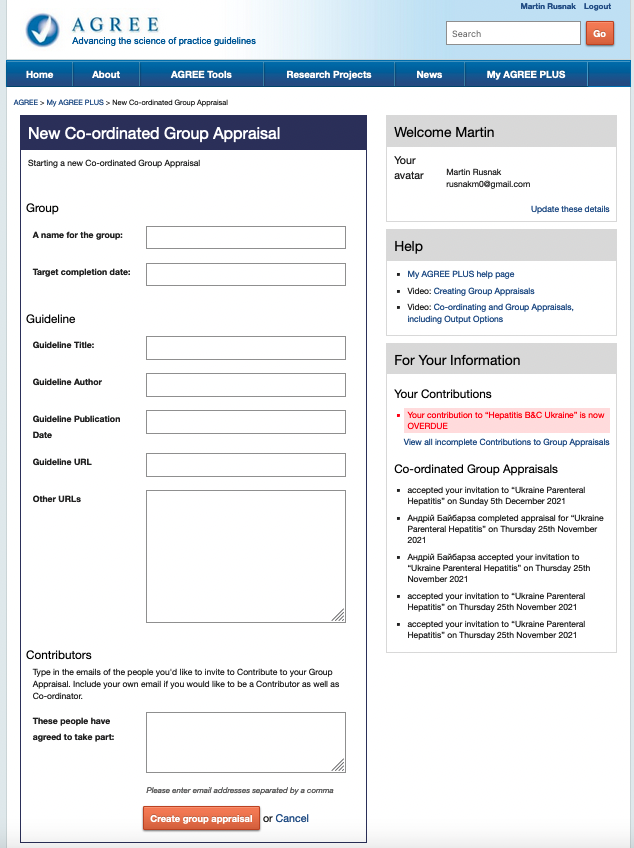 Martin Rusnak Logout
AGREE
Advancing the science of practice guidelines
Search
Go
Home
About
AGREE Tools
Research Projects
News
My AGREE PLUS
AGREE > My AGREE PLUS > New Co-ordinated Group Appraisal
New Co-ordinated Group Appraisal
Starting a new Co-ordinated Group Appraisal
Group
A name for the group:
Target completion date:
Guideline
Guideline Title:
Guideline Author
Guideline Publication
Date
Guideline URL
Other URLs
Contributors
Type in the emails of the people you'd like to invite to Contribute to your Group
Appraisal. Include your own email if you would like to be a Contributor as well as
Co-ordinator.
These people have
agreed to take part:
Please enter email addresses separated by a comma
Create group appraisal or Cancel
Welcome Martin
Your
avatar
Martin Rusnak
rusnakm0@gmail.com
Update these details
Help
My AGREE PLUS help page
Video: Creating Group Appraisals
Video: Co-ordinating and Group Appraisals,
including Output Options
For Your Information
Your Contributions
Your contribution to “Hepatitis B&C Ukraine” is now
OVERDUE
View all incomplete Contributions to Group Appraisals
Co-ordinated Group Appraisals
accepted your invitation to “Ukraine Parenteral
Hepatitis” on Sunday 5th December 2021
Андрій Байбарза completed appraisal for “Ukraine
Parenteral Hepatitis” on Thursday 25th November
2021
Андрій Байбарза accepted your invitation to
“Ukraine Parenteral Hepatitis” on Thursday 25th
November 2021
accepted your invitation to “Ukraine Parenteral
Hepatitis” on Thursday 25th November 2021
accepted your invitation to “Ukraine Parenteral
Hepatitis” on Thursday 25th November 2021